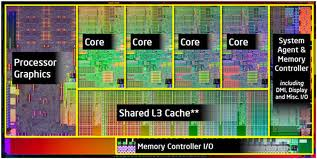 Processor
Graphics
Core
Core
Core
Core
System
Agent &
Memory
Controller
including
DMI, Display
and Misc. I/O
Shared L3 Cache**
Memory Controller I/O